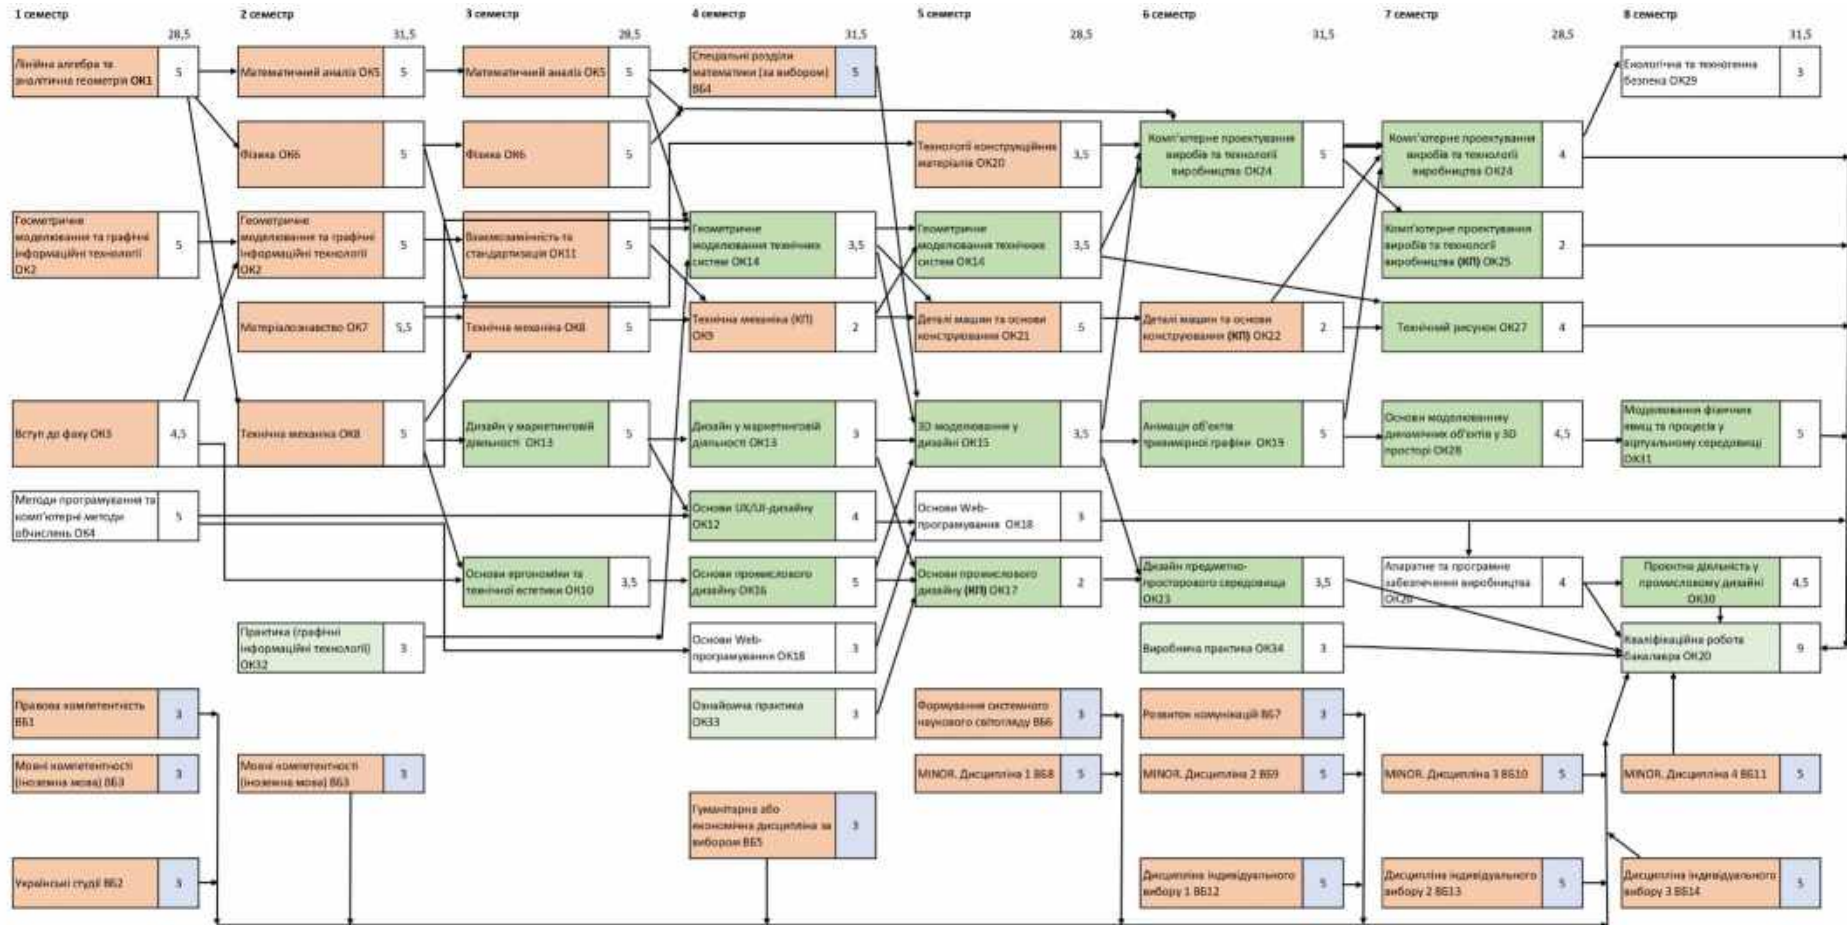 1 семестр
2 семестр
3 семестр
4 семестр
5 семестр
6 семестр
7 семестр
8 семестр
28,5
31,5
28,5
31,5
28,5
31,5
28,5
31,5
Лінійна алгебра та
аналітична геометрія ОК1
5
Математичний аналіз ОК5
5
Математичний аналіз ОК5
5
Спеціальні розділи
математики (за вибором)
ВБ4
5
Екологічна та техногенна
безпека ОК29
3
Фізика ОК6
5
Фізика ОК6
5
Технології конструкційних
матеріалів ОК20
3,5
Комп'ютерне проектування
виробів та технології
виробництва ОК24
5
Комп'ютерне проектування
виробів та технології
виробництва ОК24
4
Геометричне
моделювання та графічні
інформаційні технології
ОК2
5
Геометричне
моделювання та графічні
інформаційні технології
ОК2
5
Взаємозамінність та
стандартизація ОК11
5
Геометричне
моделювання технічних
систем ОК14
3,5
Геометричне
моделювання технічних
систем ОК14
3,5
Комп'ютерне проектування
виробів та технології
виробництва (КП) ОК25
2
Матеріалознавство ОК7
5,5
Технічна механіка ОК8
5
Технічна механіка (КП)
ОК9
2
Деталі машин та основи
конструювання ОК21
5
Деталі машин та основи
конструювання (КП) ОК22
2
Технічний рисунок ОК27
4
Вступ до фаху ОК3
4,5
Технічна механіка ОК8
5
Дизайн у маркетинговій
діяльності ОК13
5
Дизайн у маркетинговій
діяльності ОК13
3
3D моделювання у
дизайні ОК15
3,5
Анімація об'єктів
тривимірної графіки ОК19
5
Основи моделювання
динамічних об'єктів у 3D
просторі ОК28
4,5
Моделювання фізичних
явищ та процесів у
віртуальному середовищі
ОК31
5
Методи програмування та
комп'ютерні методи
обчислень ОК4
5
Основи UX/UI-дизайну
ОК12
4
Основи Web-
програмування ОК18
3
Основи ергономіки та
технічної естетики ОК10
3,5
Основи промислового
дизайну ОК16
5
Основи промислового
дизайну (КП) ОК17
2
Дизайн предметно-
просторового середовища
ОК23
3,5
Апаратне та програмне
забезпечення виробництва
4
Проектна діяльність у
промисловому дизайні
ОК30
4,5
Практика (графічні
інформаційні технології)
ОК32
3
Основи Web-
програмування ОК18
3
Виробнича практика ОК34
3
Кваліфікаційна робота
бакалавра ОК20
9
Правова компетентність
ВБ1
3
Ознайомча практика
ОК33
3
Формування системного
наукового світогляду ВБ6
3
Розвиток комунікацій ВБ7
3
Мовні компетентності
(іноземна мова) ВБ3
3
Мовні компетентності
(іноземна мова) ВБ3
3
MINOR. Дисципліна 1 ВБ8
5
MINOR. Дисципліна 2 ВБ9
5
MINOR. Дисципліна 3 ВБ10
5
MINOR. Дисципліна 4 ВБ11
5
Гуманітарна або
економічна дисципліна за
вибором ВБ5
3
Українські студії ВБ2
3
Дисципліна індивідуального
вибору 1 ВБ12
5
Дисципліна індивідуального
вибору 2 ВБ13
5
Дисципліна індивідуального
вибору 3 ВБ14
5